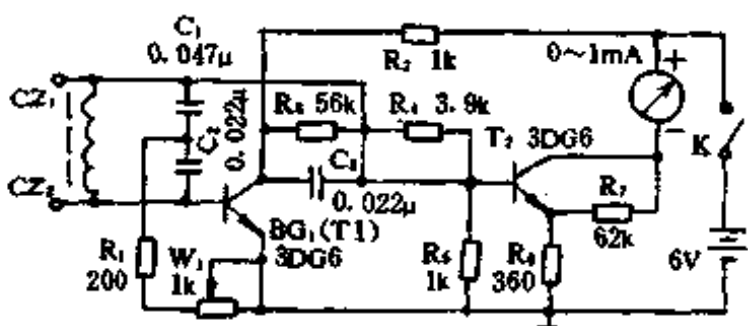 C₁
0.047μ
R₂ 1k
0～1mA
+
CZ₁
C₂
0.022μ
R₃ 56k
R₄ 3.9k
T₂ 3DG6
-
K
CZ₂
C₃
0.022μ
R₇
62k
BG₁(T1)
3DG6
R₁
200
W₁
1k
R₅
1k
R₆
360
6V